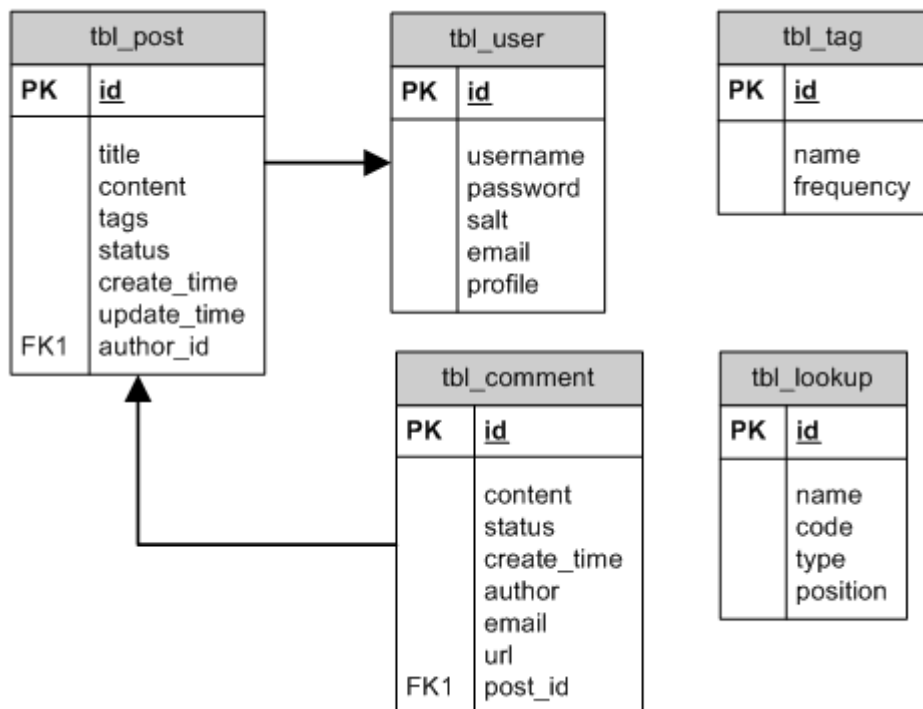 tbl_post
PK id
title
content
tags
status
create_time
update_time
FK1 author_id
tbl_user
PK id
username
password
salt
email
profile
tbl_tag
PK id
name
frequency
tbl_comment
PK id
content
status
create_time
author
email
url
FK1 post_id
tbl_lookup
PK id
name
code
type
position